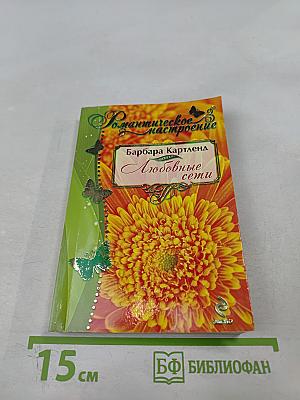 Романтическое
настроение
Барбара Картленд
Любовные
сети
15 см
БФ БИБЛИОФАН